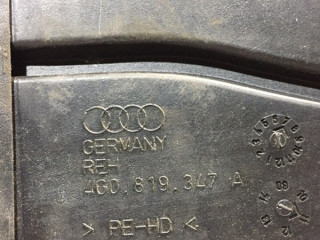 GERMANY
REH
4G0.819.347 A
> PE-HD <